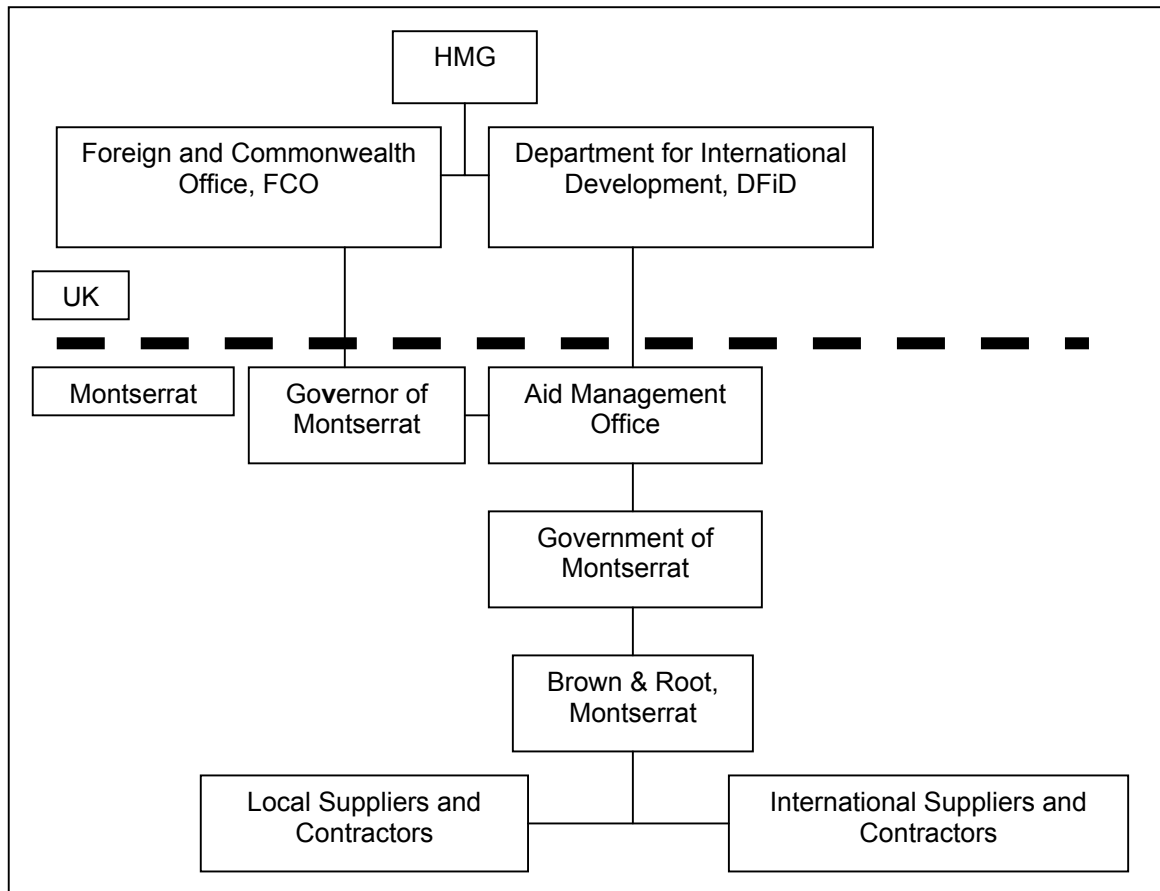 HMG
Foreign and Commonwealth
Office, FCO
Department for International
Development, DFiD
UK
Montserrat
Governor of
Montserrat
Aid Management
Office
Government of
Montserrat
Brown & Root,
Montserrat
Local Suppliers and
Contractors
International Suppliers and
Contractors